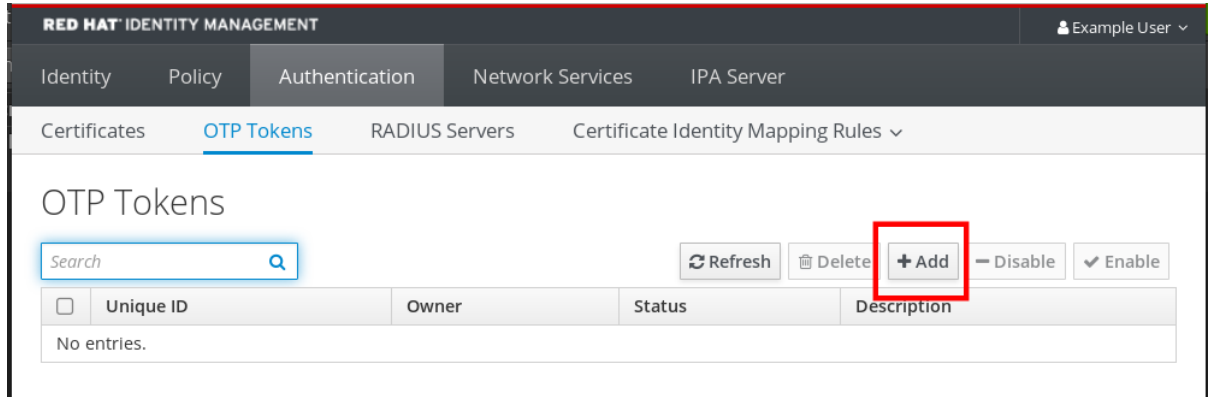 RED HAT® IDENTITY MANAGEMENT Example User
Identity Policy Authentication Network Services IPA Server
Certificates OTP Tokens RADIUS Servers Certificate Identity Mapping Rules
OTP Tokens
Search Refresh Delete + Add − Disable ✔ Enable
Unique ID Owner Status Description
No entries.